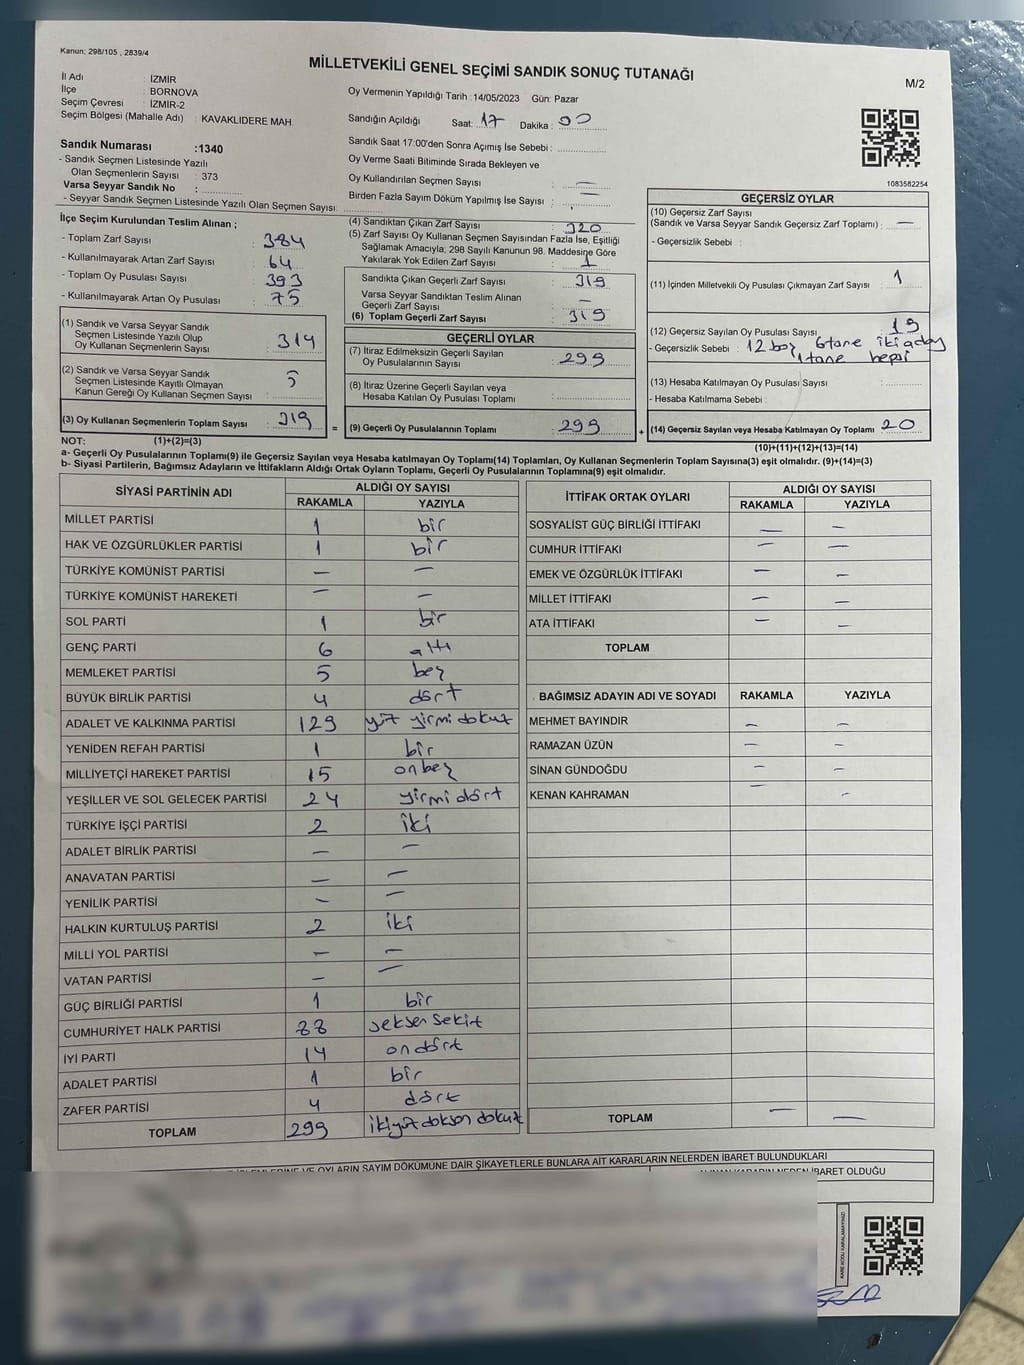 Kanun: 298/105 , 2839/4
MİLLETVEKİLİ GENEL SEÇİMİ SANDIK SONUÇ TUTANAĞI
M/2
İl Adı : İZMİR
İlçe : BORNOVA
Seçim Çevresi : İZMİR-2
Seçim Bölgesi (Mahalle Adı) : KAVAKLIDERE MAH.
Oy Vermenin Yapıldığı Tarih : 14/05/2023 Gün: Pazar
Sandığın Açıldığı Saat: 17 Dakika : 00
Sandık Saat 17:00'den Sonra Açımış İse Sebebi :
Oy Verme Saati Bitiminde Sırada Bekleyen ve
Oy Kullandırılan Seçmen Sayısı : —
Birden Fazla Sayım Döküm Yapılmış İse Sayısı :
1083582254
Sandık Numarası :1340
- Sandık Seçmen Listesinde Yazılı
Olan Seçmenlerin Sayısı : 373
Varsa Seyyar Sandık No :
- Seyyar Sandık Seçmen Listesinde Yazılı Olan Seçmen Sayısı:
İlçe Seçim Kurulundan Teslim Alınan ;
- Toplam Zarf Sayısı : 384
- Kullanılmayarak Artan Zarf Sayısı : 64
- Toplam Oy Pusulası Sayısı : 393
- Kullanılmayarak Artan Oy Pusulası : 75
(1) Sandık ve Varsa Seyyar Sandık
Seçmen Listesinde Yazılı Olup
Oy Kullanan Seçmenlerin Sayısı : 314
(2) Sandık ve Varsa Seyyar Sandık
Seçmen Listesinde Kayıtlı Olmayan
Kanun Gereği Oy Kullanan Seçmen Sayısı : 5
(3) Oy Kullanan Seçmenlerin Toplam Sayısı : 319
(4) Sandıktan Çıkan Zarf Sayısı : 320
(5) Zarf Sayısı Oy Kullanan Seçmen Sayısından Fazla İse, Eşitliği
Sağlamak Amacıyla; 298 Sayılı Kanunun 98. Maddesine Göre
Yakılarak Yok Edilen Zarf Sayısı : 1
Sandıkta Çıkan Geçerli Zarf Sayısı : 319
Varsa Seyyar Sandıktan Teslim Alınan
Geçerli Zarf Sayısı : —
(6) Toplam Geçerli Zarf Sayısı : 319
GEÇERLİ OYLAR
(7) İtiraz Edilmeksizin Geçerli Sayılan
Oy Pusulalarının Sayısı : 299
(8) İtiraz Üzerine Geçerli Sayılan veya
Hesaba Katılan Oy Pusulası Toplamı :
= (9) Geçerli Oy Pusulalarının Toplamı : 299 +
GEÇERSİZ OYLAR
(10) Geçersiz Zarf Sayısı
(Sandık ve Varsa Seyyar Sandık Geçersiz Zarf Toplamı) : —
- Geçersizlik Sebebi :
(11) İçinden Milletvekili Oy Pusulası Çıkmayan Zarf Sayısı : 1
(12) Geçersiz Sayılan Oy Pusulası Sayısı : 19
- Geçersizlik Sebebi : 12 boş 6 tane iki aday
1 tane hepsi
(13) Hesaba Katılmayan Oy Pusulası Sayısı :
- Hesaba Katılmama Sebebi :
(14) Geçersiz Sayılan veya Hesaba Katılmayan Oy Toplamı : 20
NOT: (1)+(2)=(3)
(10)+(11)+(12)+(13)=(14)
a- Geçerli Oy Pusulalarının Toplamı(9) ile Geçersiz Sayılan veya Hesaba katılmayan Oy Toplamı(14) Toplamları, Oy Kullanan Seçmenlerin Toplam Sayısına(3) eşit olmalıdır. (9)+(14)=(3)
b- Siyasi Partilerin, Bağımsız Adayların ve İttifakların Aldığı Ortak Oyların Toplamı, Geçerli Oy Pusulalarının Toplamına(9) eşit olmalıdır.
SİYASİ PARTİNİN ADI ALDIĞI OY SAYISI
RAKAMLA YAZIYLA
MİLLET PARTİSİ 1 bir
HAK VE ÖZGÜRLÜKLER PARTİSİ 1 bir
TÜRKİYE KOMÜNİST PARTİSİ — —
TÜRKİYE KOMÜNİST HAREKETİ — —
SOL PARTİ 1 bir
GENÇ PARTİ 6 altı
MEMLEKET PARTİSİ 5 beş
BÜYÜK BİRLİK PARTİSİ 4 dört
ADALET VE KALKINMA PARTİSİ 129 yüz yirmi dokuz
YENİDEN REFAH PARTİSİ 1 bir
MİLLİYETÇİ HAREKET PARTİSİ 15 onbeş
YEŞİLLER VE SOL GELECEK PARTİSİ 24 yirmi dört
TÜRKİYE İŞÇİ PARTİSİ 2 iki
ADALET BİRLİK PARTİSİ — —
ANAVATAN PARTİSİ — —
YENİLİK PARTİSİ — —
HALKIN KURTULUŞ PARTİSİ 2 iki
MİLLİ YOL PARTİSİ — —
VATAN PARTİSİ — —
GÜÇ BİRLİĞİ PARTİSİ 1 bir
CUMHURİYET HALK PARTİSİ 88 seksen sekiz
İYİ PARTİ 14 on dört
ADALET PARTİSİ 1 bir
ZAFER PARTİSİ 4 dört
TOPLAM 299 ikiyüz doksan dokuz
İTTİFAK ORTAK OYLARI ALDIĞI OY SAYISI
RAKAMLA YAZIYLA
SOSYALİST GÜÇ BİRLİĞİ İTTİFAKI — —
CUMHUR İTTİFAKI — —
EMEK VE ÖZGÜRLÜK İTTİFAKI — —
MİLLET İTTİFAKI — —
ATA İTTİFAKI — —
TOPLAM
BAĞIMSIZ ADAYIN ADI VE SOYADI RAKAMLA YAZIYLA
MEHMET BAYINDIR — —
RAMAZAN ÜZÜN — —
SİNAN GÜNDOĞDU — —
KENAN KAHRAMAN — —
TOPLAM — —
VE OYLARIN SAYIM DÖKÜMÜNE DAİR ŞİKAYETLERLE BUNLARA AİT KARARLARIN NELERDEN İBARET BULUNDUKLARI
ALINAN KARARIN NEDEN İBARET OLDUĞU
KARE KODU KARALAMAYINIZ!